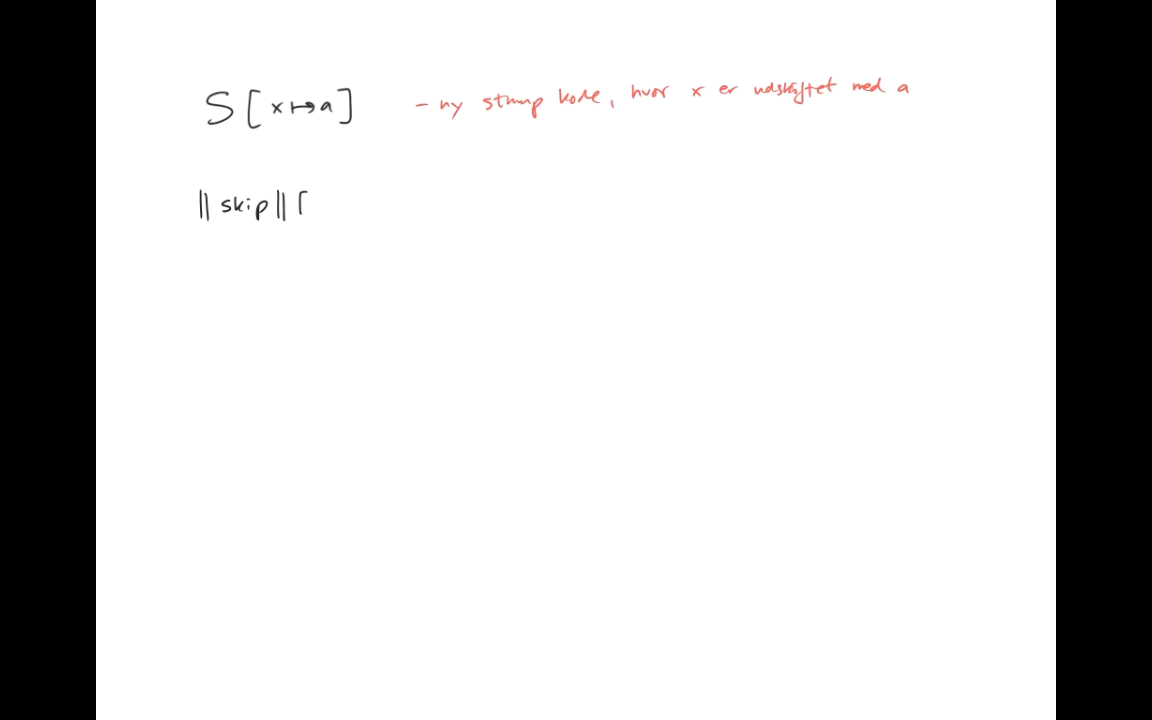 S [x ↦ a] - ny stump kode, hvor x er udskiftet med a
|| skip || [